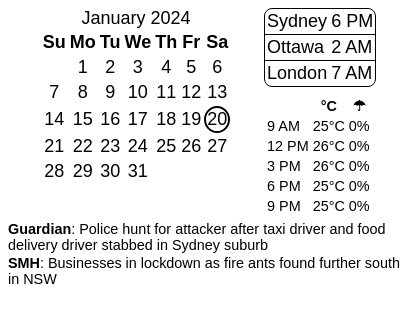 January 2024
Su Mo Tu We Th Fr Sa
1 2 3 4 5 6
7 8 9 10 11 12 13
14 15 16 17 18 19 20
21 22 23 24 25 26 27
28 29 30 31
Sydney 6 PM
Ottawa 2 AM
London 7 AM
°C ☂
9 AM 25°C 0%
12 PM 26°C 0%
3 PM 26°C 0%
6 PM 25°C 0%
9 PM 25°C 0%
Guardian: Police hunt for attacker after taxi driver and food
delivery driver stabbed in Sydney suburb
SMH: Businesses in lockdown as fire ants found further south
in NSW